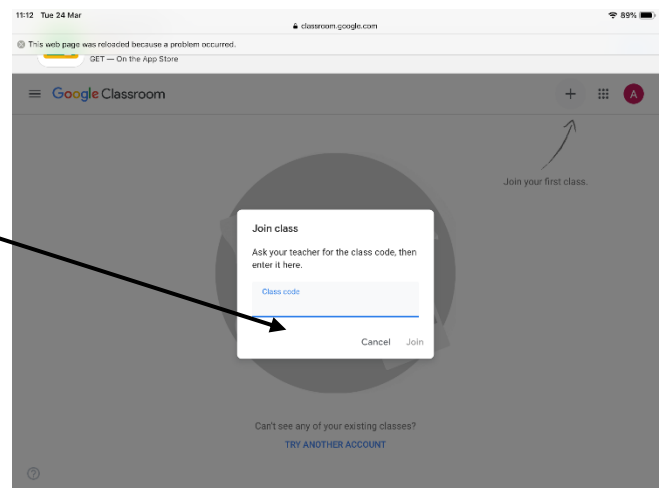 11:12 Tue 24 Mar
89%
classroom.google.com
This web page was reloaded because a problem occurred.
GET — On the App Store
Google Classroom
A
Join your first class.
Join class
Ask your teacher for the class code, then
enter it here.
Class code
Cancel Join
Can't see any of your existing classes?
TRY ANOTHER ACCOUNT